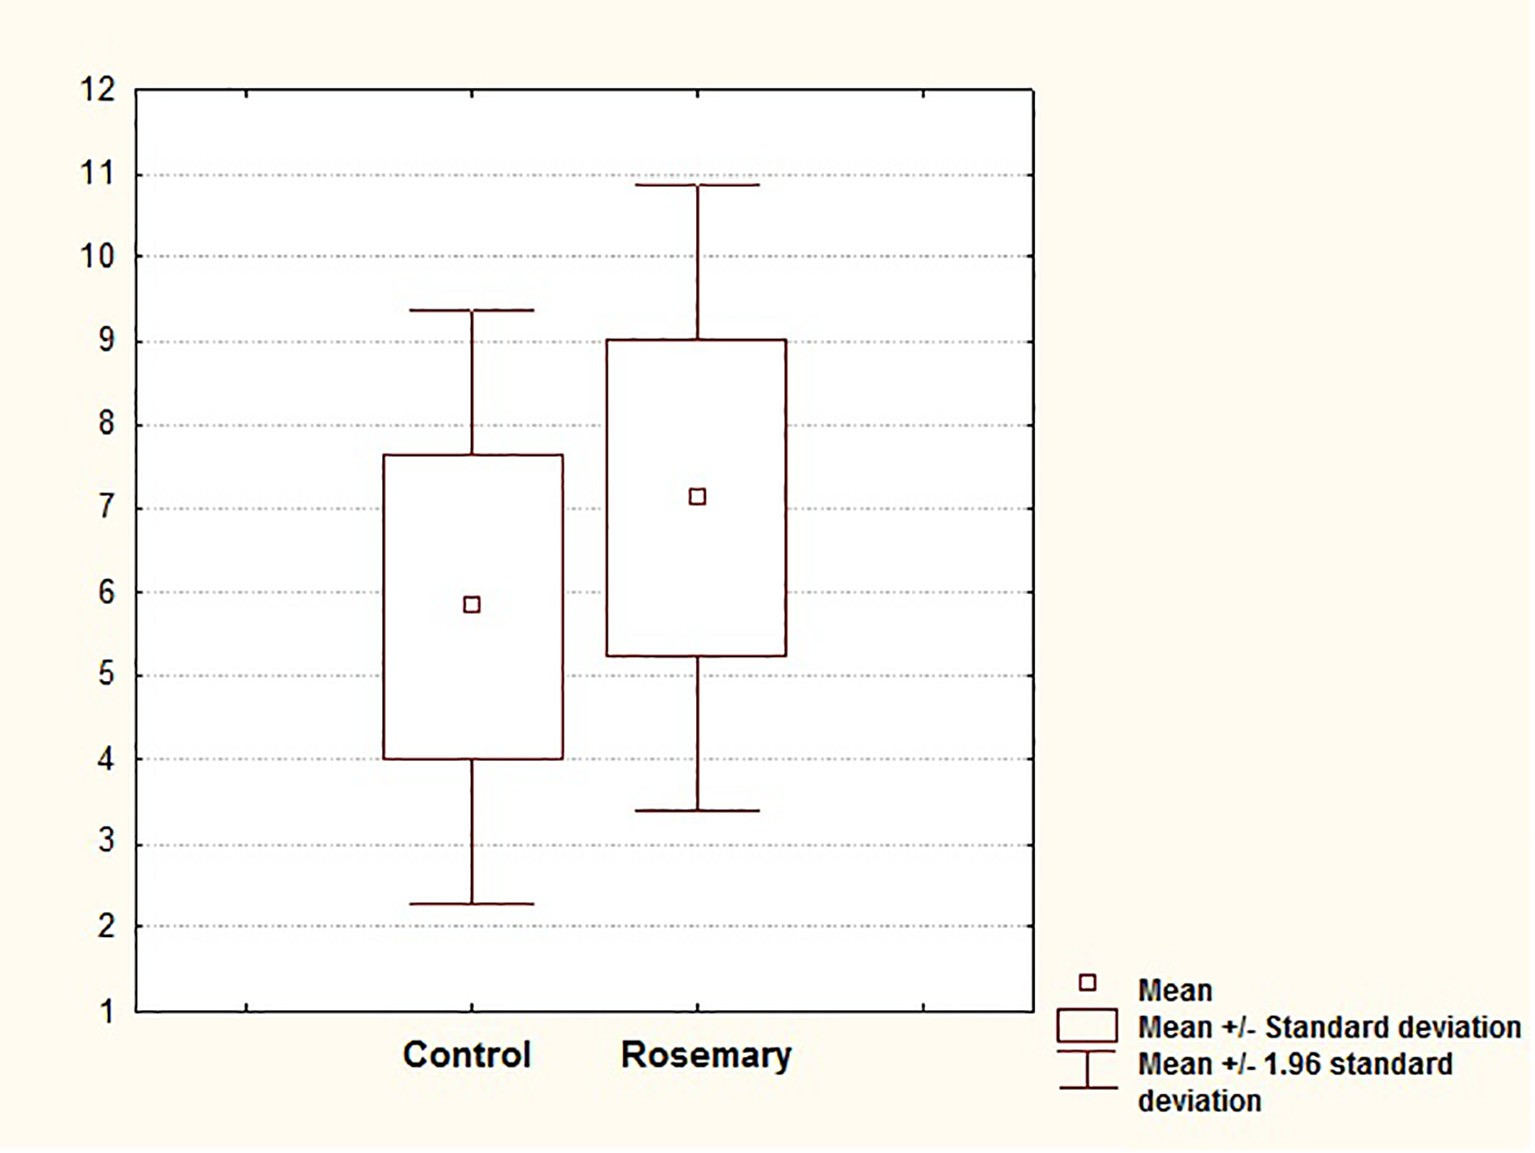 12
11
10
9
8
7
6
5
4
3
2
1
Control Rosemary
Mean
Mean +/- Standard deviation
Mean +/- 1.96 standard
deviation